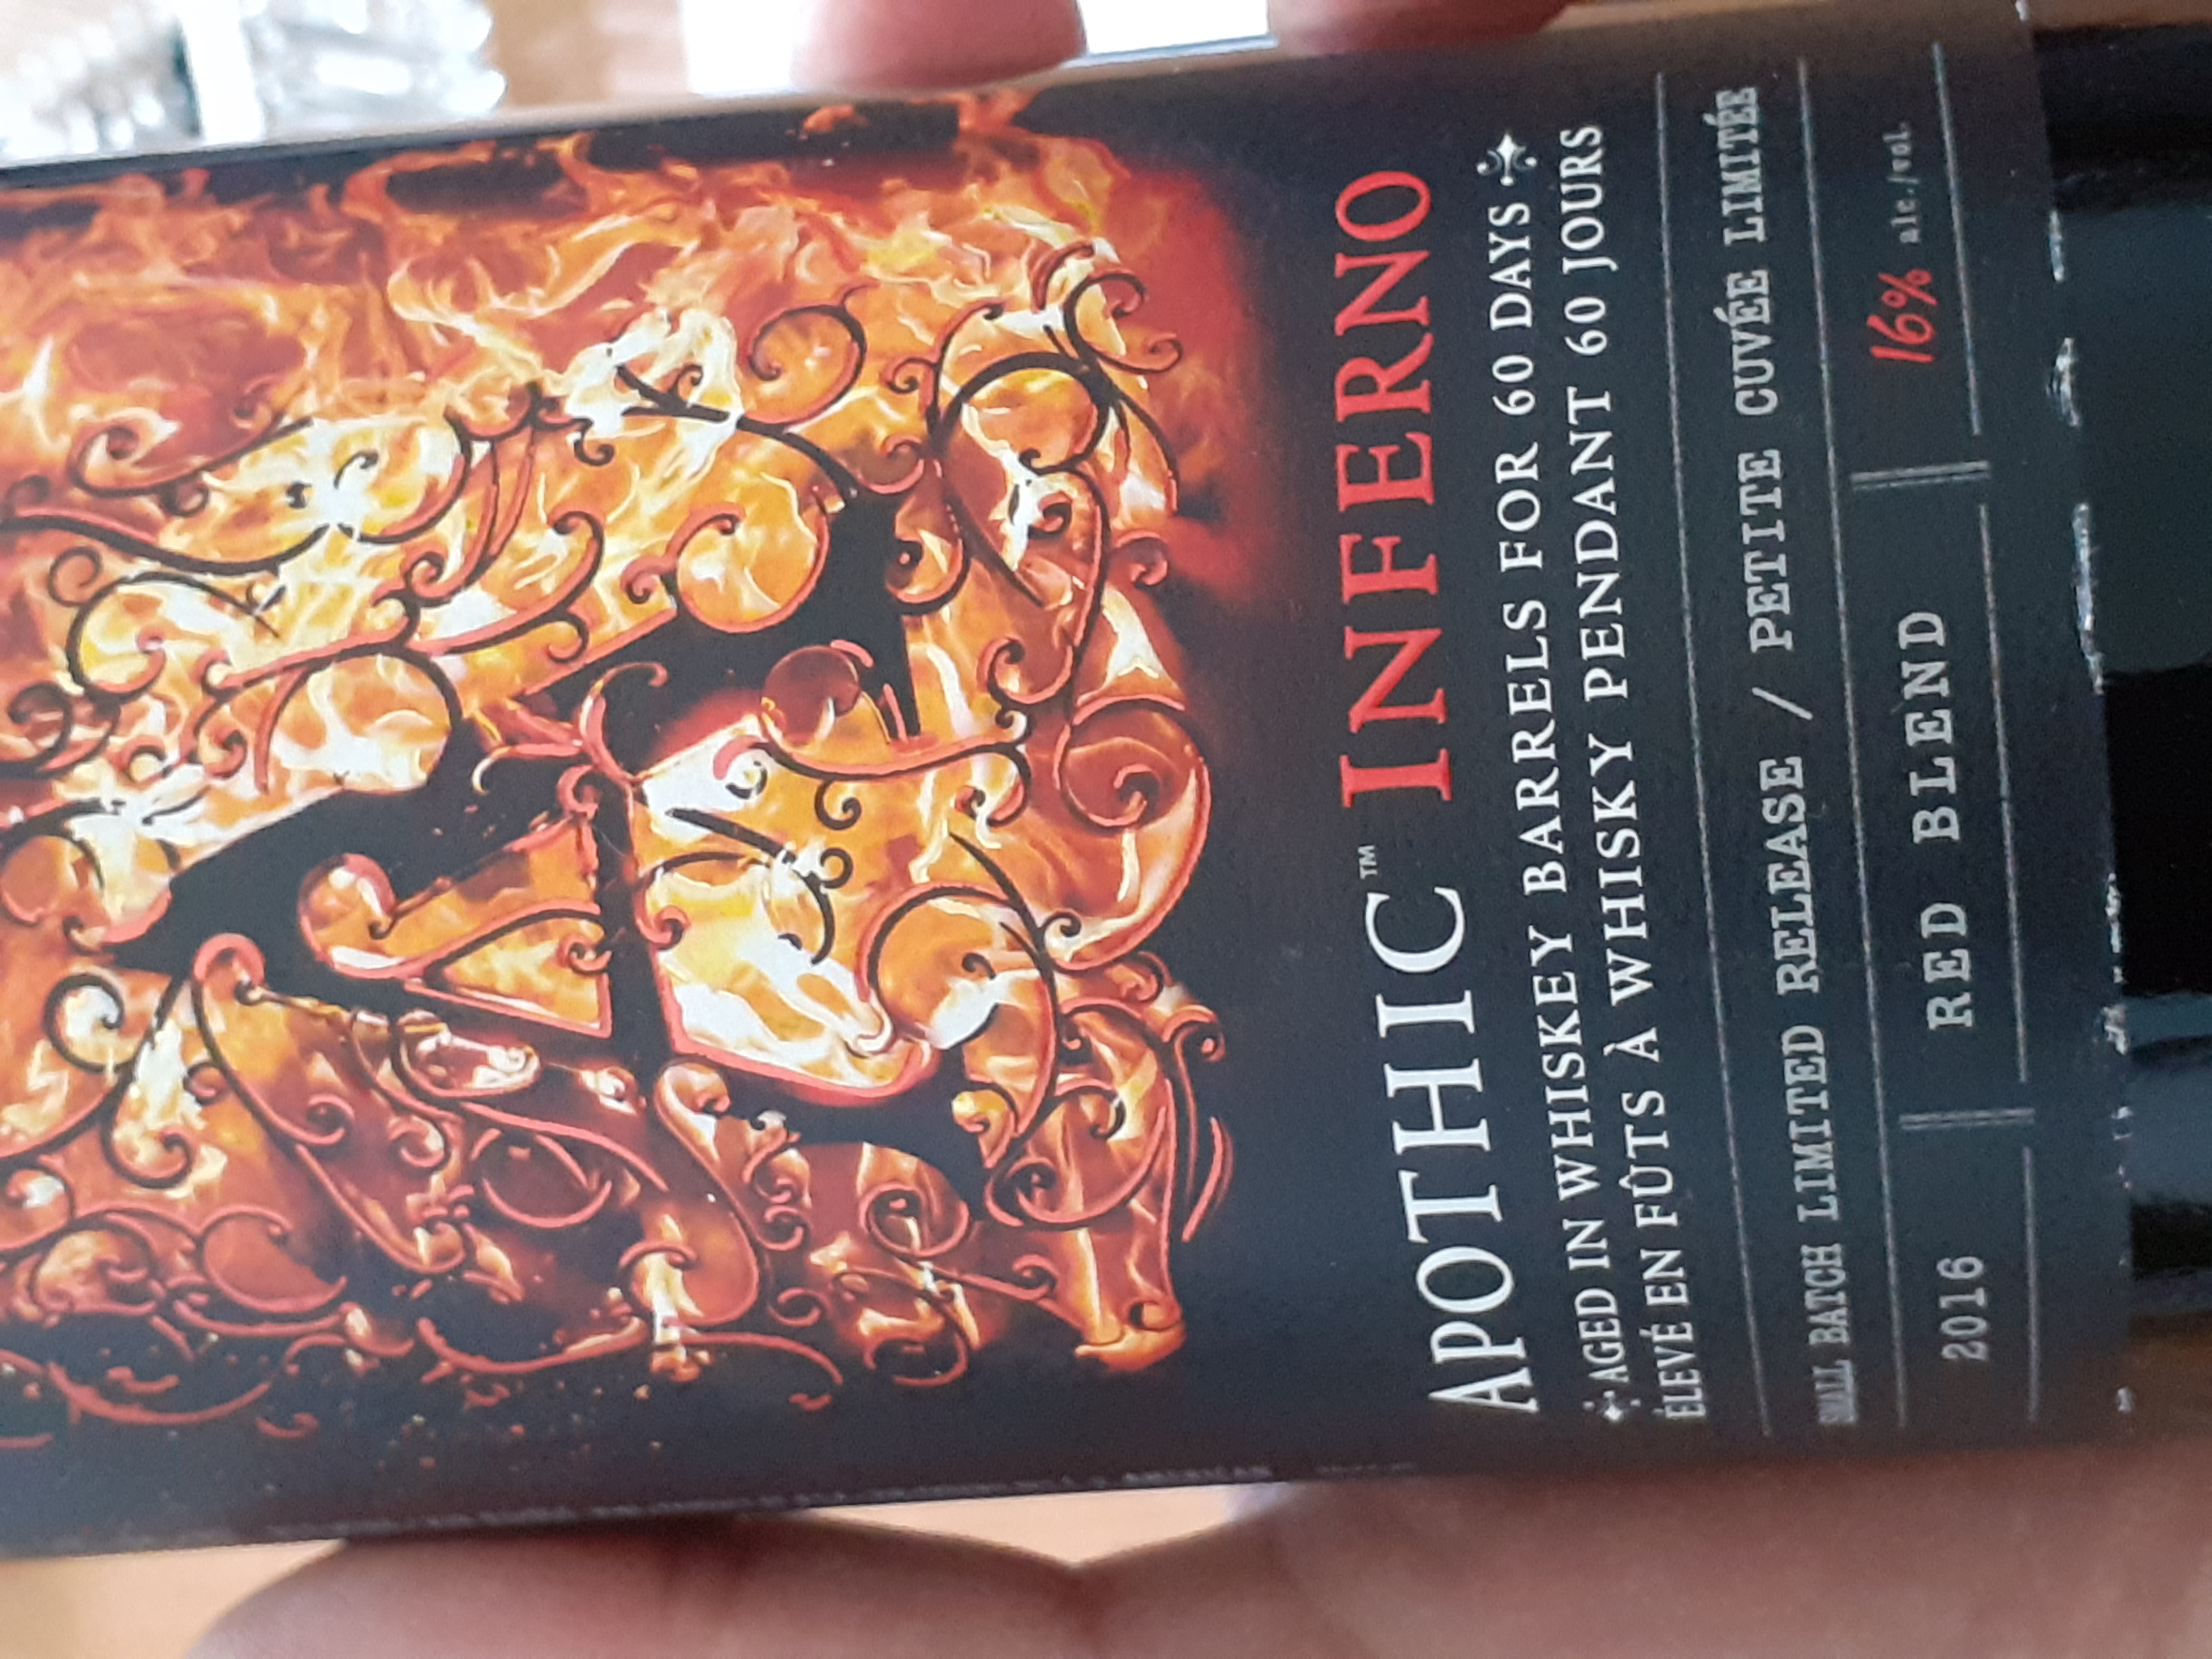 APOTHIC™ INFERNO
AGED IN WHISKEY BARRELS FOR 60 DAYS
ÉLEVÉ EN FÛTS À WHISKY PENDANT 60 JOURS
SMALL BATCH LIMITED RELEASE / PETITE CUVÉE LIMITÉE
2016 RED BLEND 16% alc./vol.